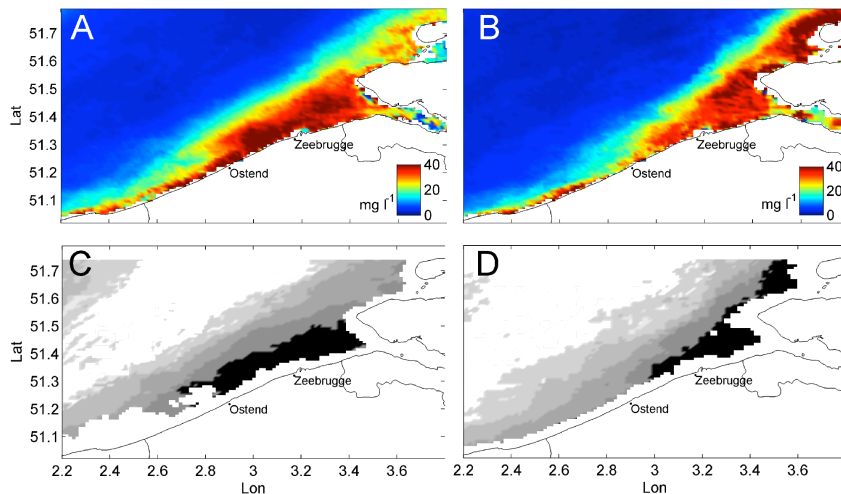 A
B
51.7
51.6
51.5
51.4
51.3
51.2
51.1
Lat
Zeebrugge
Ostend
40
20
0
mg l-1
Zeebrugge
Ostend
40
20
0
mg l-1
C
D
51.7
51.6
51.5
51.4
51.3
51.2
51.1
Lat
Zeebrugge
Ostend
Zeebrugge
Ostend
2.2 2.4 2.6 2.8 3 3.2 3.4 3.6
Lon
2.2 2.4 2.6 2.8 3 3.2 3.4 3.6
Lon